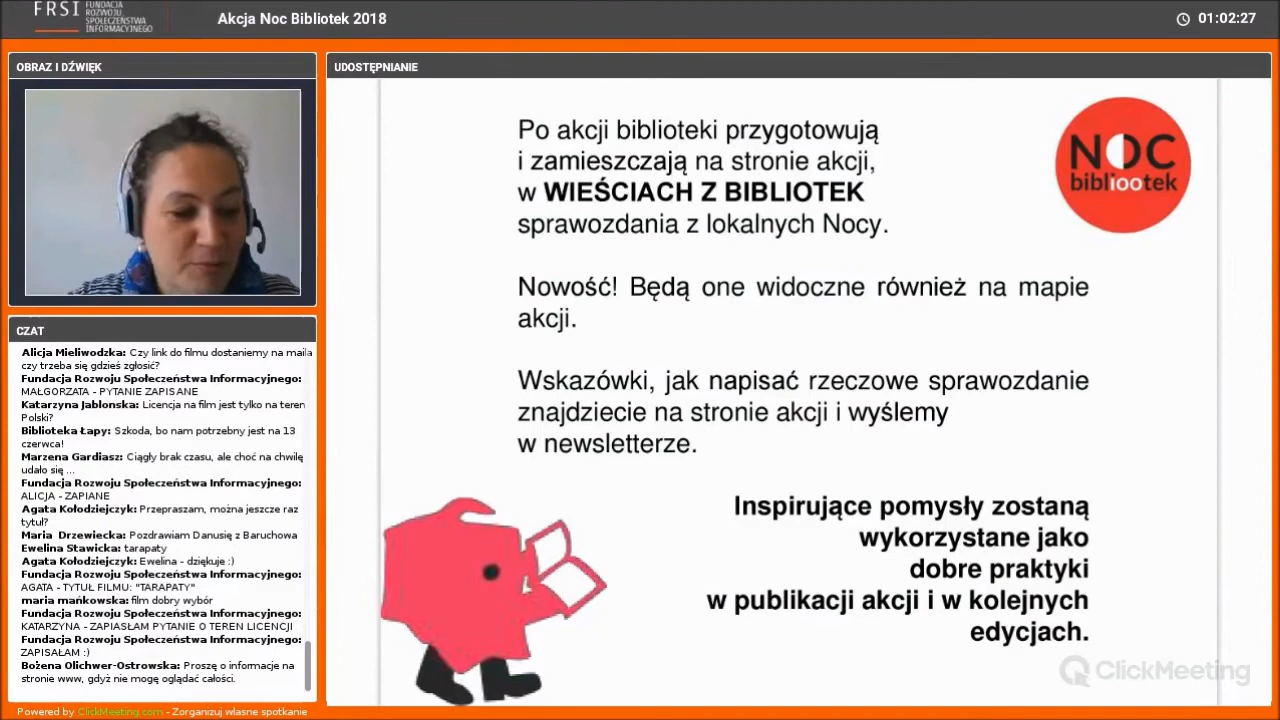 FRSI FUNDACJA
ROZWOJU
SPOŁECZEŃSTWA
INFORMACYJNEGO
Akcja Noc Bibliotek 2018
01:02:27
OBRAZ I DŹWIĘK
CZAT
Alicja Mieliwodzka: Czy link do filmu dostaniemy na maila
czy trzeba się gdzieś zgłosić?
Fundacja Rozwoju Społeczeństwa Informacyjnego:
MAŁGORZATA - PYTANIE ZAPISANE
Katarzyna Jablonska: Licencja na film jest tylko na teren
Polski?
Biblioteka Łapy: Szkoda, bo nam potrzebny jest na 13
czerwca!
Marzena Gardiasz: Ciągły brak czasu, ale choć na chwilę
udało się ...
Fundacja Rozwoju Społeczeństwa Informacyjnego:
ALICJA - ZAPIANE
Agata Kołodziejczyk: Przepraszam, można jeszcze raz
tytuł?
Maria Drzewiecka: Pozdrawiam Danusię z Baruchowa
Ewelina Stawicka: tarapaty
Agata Kołodziejczyk: Ewelina - dziękuje :)
Fundacja Rozwoju Społeczeństwa Informacyjnego:
AGATA - TYTUŁ FILMU: "TARAPATY"
maria mańkowska: film dobry wybór
Fundacja Rozwoju Społeczeństwa Informacyjnego:
KATARZYNA - ZAPIASŁAM PYTANIE O TEREN LICENCJI
Fundacja Rozwoju Społeczeństwa Informacyjnego:
ZAPISAŁAM :)
Bożena Olichwer-Ostrowska: Proszę o informacje na
stronie www, gdyż nie mogę oglądać całości.
Powered by ClickMeeting.com - Zorganizuj własne spotkanie
UDOSTĘPNIANIE
Po akcji biblioteki przygotowują
i zamieszczają na stronie akcji,
w WIEŚCIACH Z BIBLIOTEK
sprawozdania z lokalnych Nocy.
Nowość! Będą one widoczne również na mapie
akcji.
Wskazówki, jak napisać rzeczowe sprawozdanie
znajdziecie na stronie akcji i wyślemy
w newsletterze.
Inspirujące pomysły zostaną
wykorzystane jako
dobre praktyki
w publikacji akcji i w kolejnych
edycjach.
NOC
bibliootek
ClickMeeting